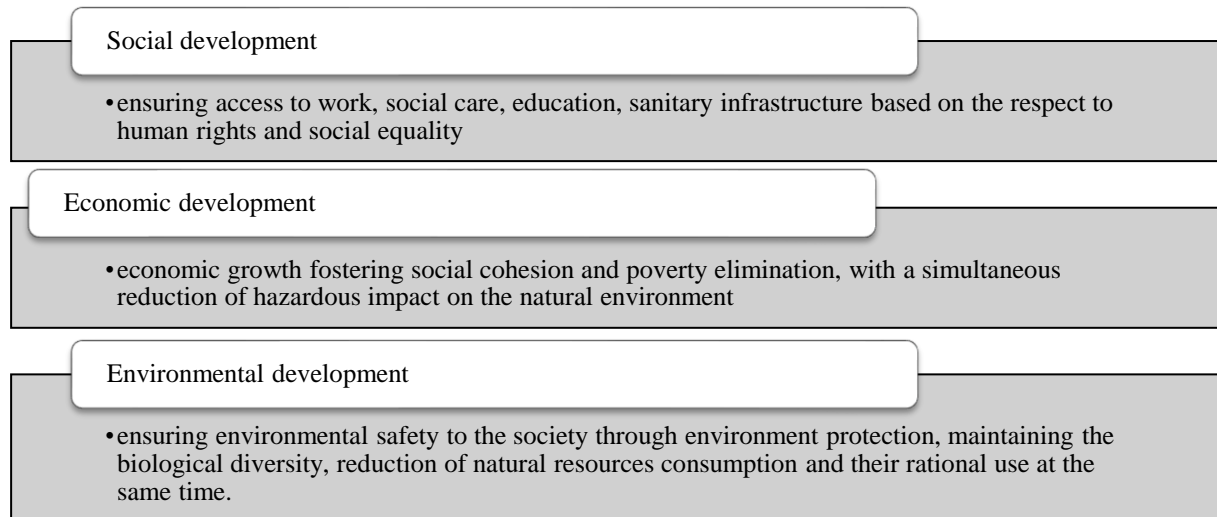 Social development
•ensuring access to work, social care, education, sanitary infrastructure based on the respect to
human rights and social equality
Economic development
•economic growth fostering social cohesion and poverty elimination, with a simultaneous
reduction of hazardous impact on the natural environment
Environmental development
•ensuring environmental safety to the society through environment protection, maintaining the
biological diversity, reduction of natural resources consumption and their rational use at the
same time.